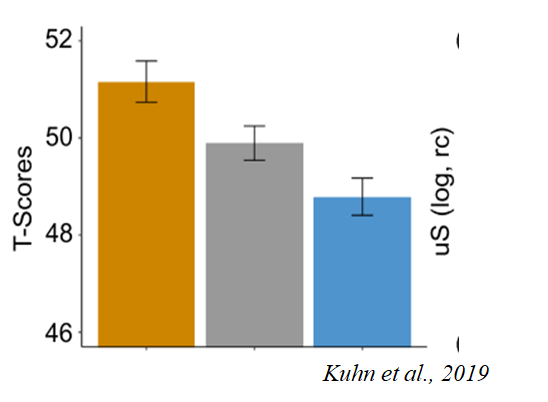 52
50
48
46
T-Scores
uS (log, rc)
Kuhn et al., 2019